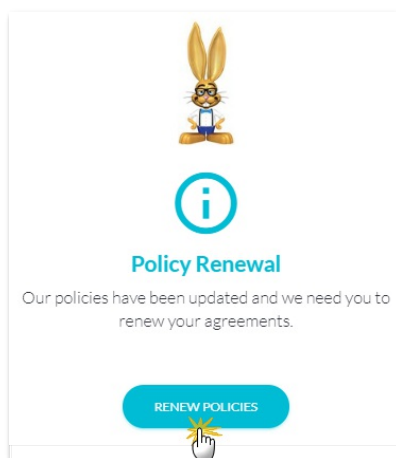 Policy Renewal
Our policies have been updated and we need you to
renew your agreements.
RENEW POLICIES